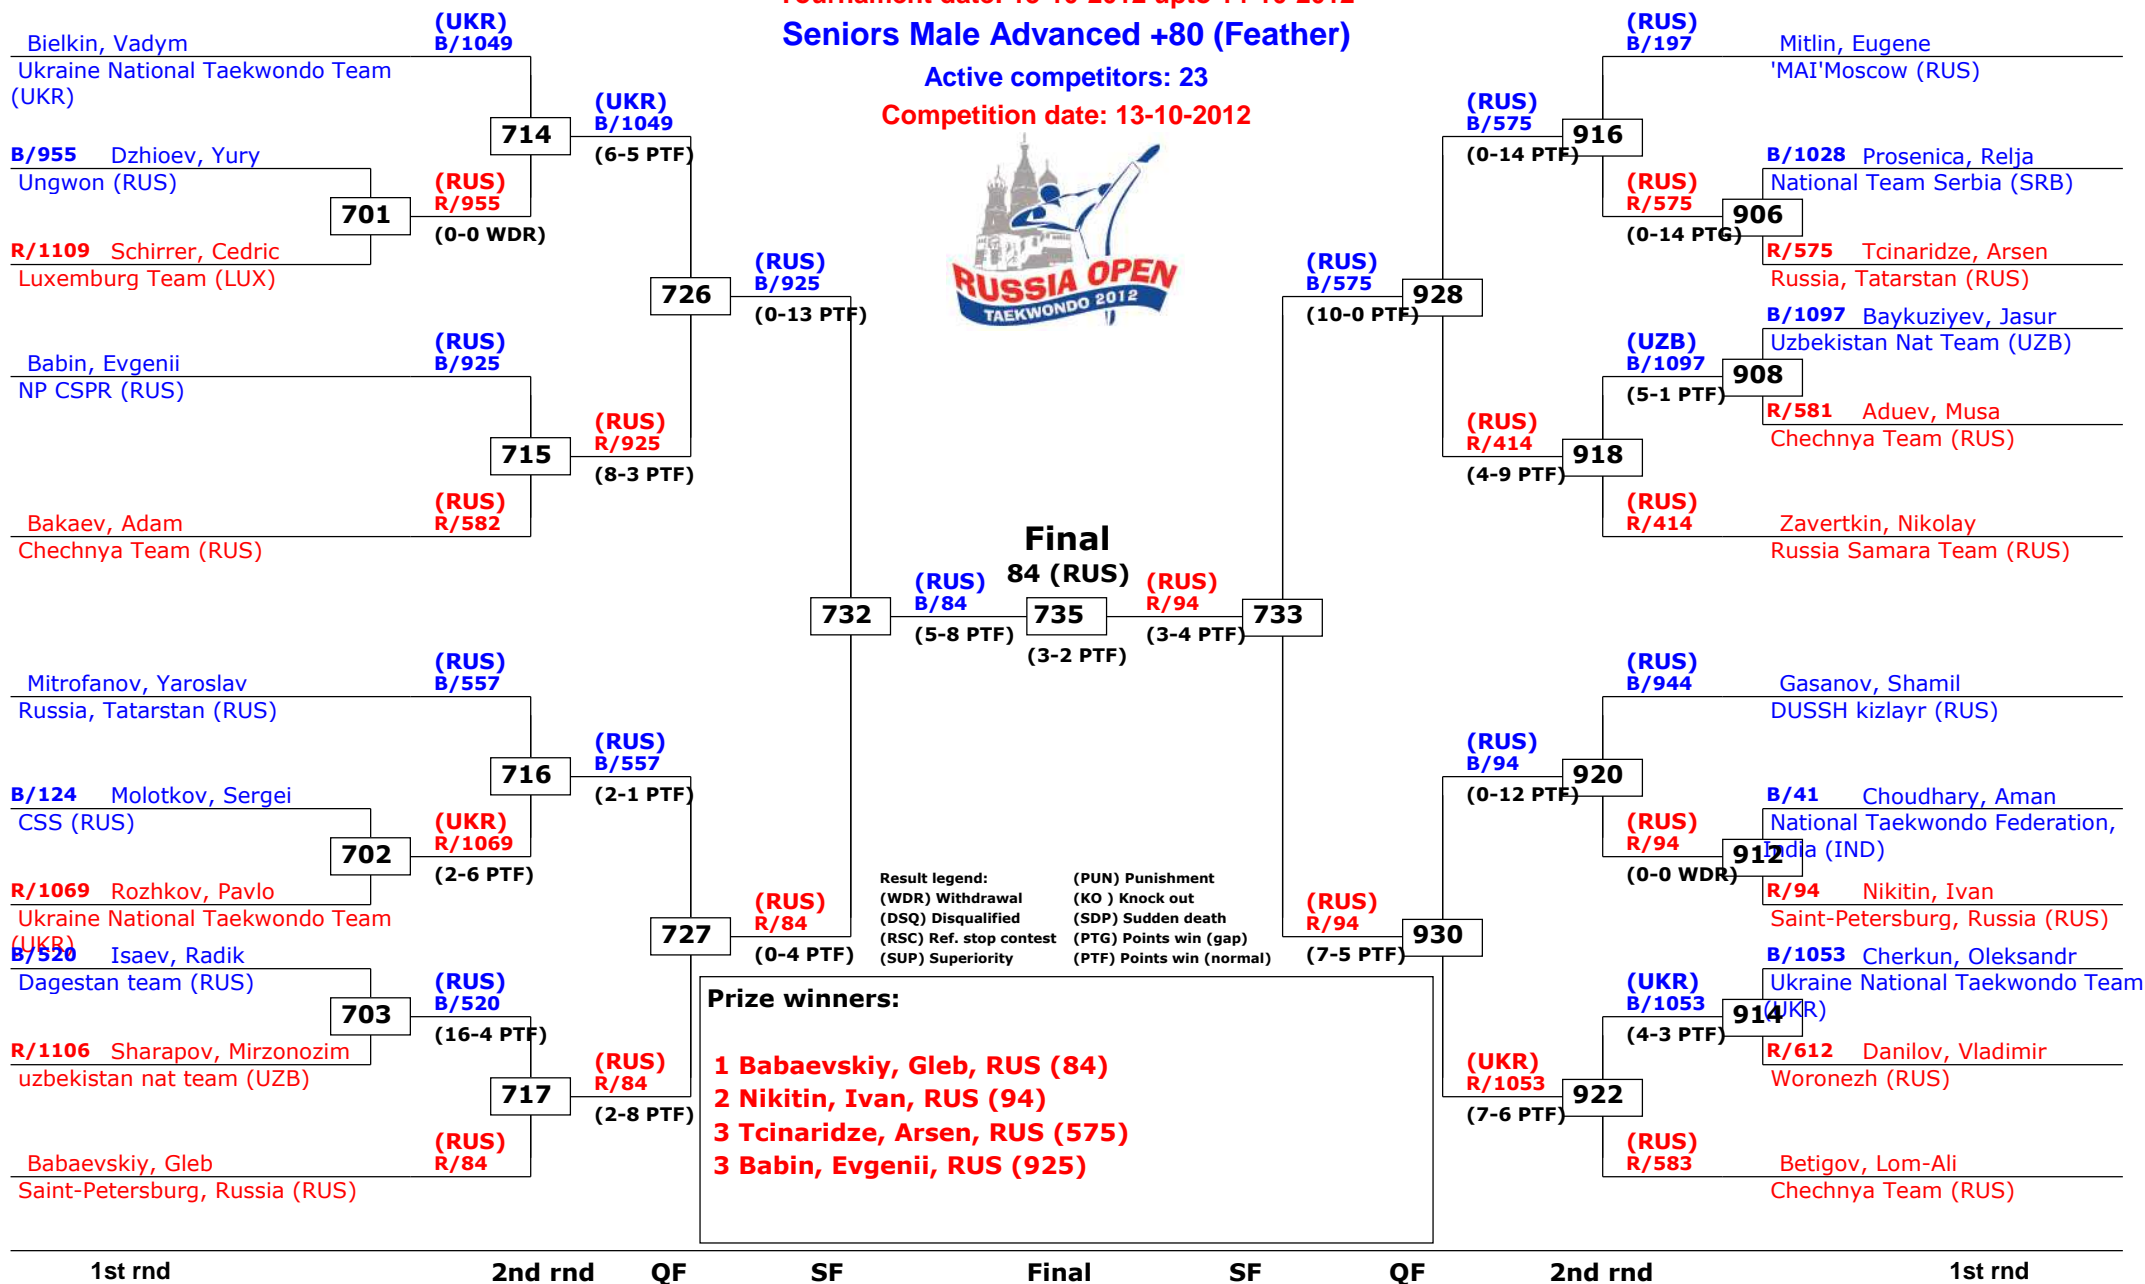 Tournament date: 13-10-2012 upto 14-10-2012
Seniors Male Advanced +80 (Feather)
Active competitors: 23
Competition date: 13-10-2012
RUSSIA OPEN
TAEKWONDO 2012
Bielkin, Vadym
(UKR)
B/1049
Ukraine National Taekwondo Team
(UKR)
714
(UKR)
B/1049
(6-5 PTF)
B/955 Dzhioev, Yury
Ungwon (RUS)
701
(RUS)
R/955
(0-0 WDR)
R/1109 Schirrer, Cedric
Luxemburg Team (LUX)
726
(RUS)
B/925
(0-13 PTF)
Babin, Evgenii
(RUS)
B/925
NP CSPR (RUS)
715
(RUS)
R/925
(8-3 PTF)
Bakaev, Adam
(RUS)
R/582
Chechnya Team (RUS)
732
(RUS)
B/84
(5-8 PTF)
Final
84 (RUS)
735
(3-2 PTF)
(RUS)
R/94
(3-4 PTF)
733
Mitrofanov, Yaroslav
(RUS)
B/557
Russia, Tatarstan (RUS)
716
(RUS)
B/557
(2-1 PTF)
B/124 Molotkov, Sergei
CSS (RUS)
702
(UKR)
R/1069
(2-6 PTF)
R/1069 Rozhkov, Pavlo
Ukraine National Taekwondo Team
(UKR)
727
(RUS)
R/84
(0-4 PTF)
B/520 Isaev, Radik
Dagestan team (RUS)
703
(RUS)
B/520
(16-4 PTF)
R/1106 Sharapov, Mirzonozim
uzbekistan nat team (UZB)
717
(RUS)
R/84
(2-8 PTF)
Babaevskiy, Gleb
(RUS)
R/84
Saint-Petersburg, Russia (RUS)
(RUS)
B/197
Mitlin, Eugene
'MAI'Moscow (RUS)
(RUS)
B/575
(0-14 PTF)
916
B/1028 Prosenica, Relja
National Team Serbia (SRB)
(RUS)
R/575
(0-14 PTG)
906
R/575 Tcinaridze, Arsen
Russia, Tatarstan (RUS)
(RUS)
B/575
(10-0 PTF)
928
B/1097 Baykuziyev, Jasur
Uzbekistan Nat Team (UZB)
(UZB)
B/1097
(5-1 PTF)
908
R/581 Aduev, Musa
Chechnya Team (RUS)
(RUS)
R/414
(4-9 PTF)
918
(RUS)
R/414
Zavertkin, Nikolay
Russia Samara Team (RUS)
(RUS)
B/944
Gasanov, Shamil
DUSSH kizlayr (RUS)
(RUS)
B/94
(0-12 PTF)
920
B/41 Choudhary, Aman
National Taekwondo Federation,
India (IND)
(RUS)
R/94
(0-0 WDR)
912
R/94 Nikitin, Ivan
Saint-Petersburg, Russia (RUS)
(RUS)
R/94
(7-5 PTF)
930
B/1053 Cherkun, Oleksandr
Ukraine National Taekwondo Team
(UKR)
(UKR)
B/1053
(4-3 PTF)
914
R/612 Danilov, Vladimir
Woronezh (RUS)
(UKR)
R/1053
(7-6 PTF)
922
(RUS)
R/583
Betigov, Lom-Ali
Chechnya Team (RUS)
Result legend:
(WDR) Withdrawal
(DSQ) Disqualified
(RSC) Ref. stop contest
(SUP) Superiority
(PUN) Punishment
(KO ) Knock out
(SDP) Sudden death
(PTG) Points win (gap)
(PTF) Points win (normal)
Prize winners:
1 Babaevskiy, Gleb, RUS (84)
2 Nikitin, Ivan, RUS (94)
3 Tcinaridze, Arsen, RUS (575)
3 Babin, Evgenii, RUS (925)
1st rnd 2nd rnd QF SF Final SF QF 2nd rnd 1st rnd